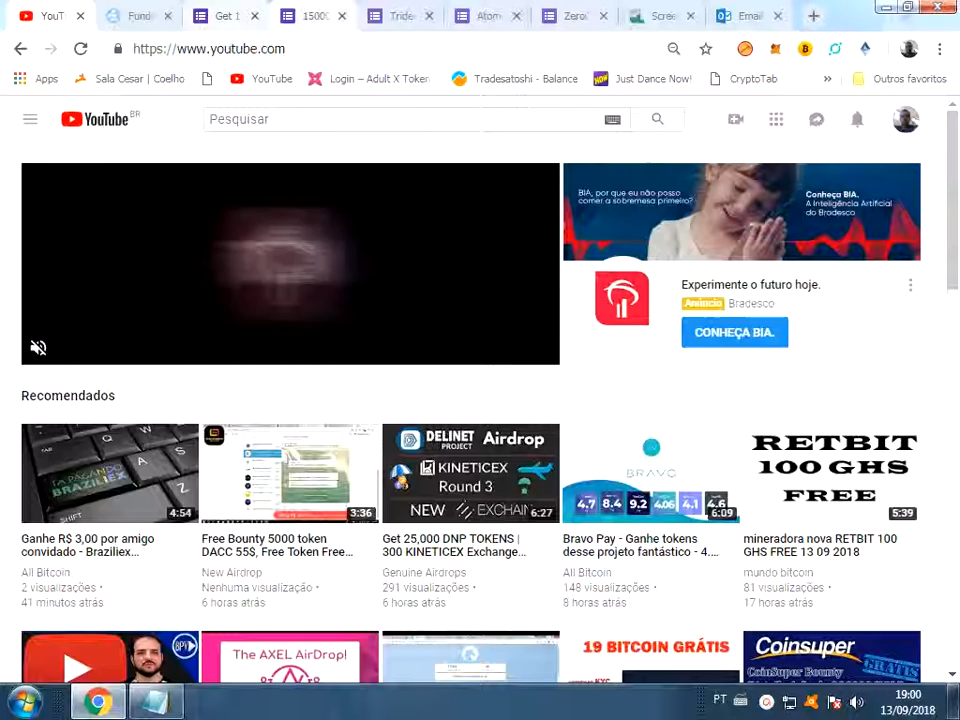 YouT
Fund
Get 1
1500(
Tride
Atom
Zero
Scree
Email
https://www.youtube.com
Apps
Sala Cesar | Coelho
YouTube
Login – Adult X Token
Tradesatoshi - Balance
Just Dance Now!
CryptoTab
»
Outros favoritos
YouTube BR
Pesquisar
BIA, por que eu não posso
comer a sobremesa primeiro?
Conheça BIA.
A Inteligência Artificial
do Bradesco
Experimente o futuro hoje.
Anúncio Bradesco
CONHEÇA BIA.
Recomendados
Q W A S Z
TA PAGANDO
BRAZILIEX
SHIFT
4:54
3:36
DELINET PROJECT Airdrop
KINETICEX
Round 3
NEW EXCHAN
6:27
BRAVO
4.7 8.4 9.2 4.06 4.1 4.6
6:09
RETBIT
100 GHS
FREE
5:39
Ganhe R$ 3,00 por amigo
convidado - Braziliex...
All Bitcoin
2 visualizações •
41 minutos atrás
Free Bounty 5000 token
DACC 55$, Free Token Free...
New Airdrop
Nenhuma visualização •
6 horas atrás
Get 25,000 DNP TOKENS |
300 KINETICEX Exchange...
Genuine Airdrops
291 visualizações •
6 horas atrás
Bravo Pay - Ganhe tokens
desse projeto fantástico - 4....
All Bitcoin
148 visualizações •
8 horas atrás
mineradora nova RETBIT 100
GHS FREE 13 09 2018
mundo bitcoin
81 visualizações •
17 horas atrás
The AXEL AirDrop!
19 BITCOIN GRÁTIS
Coinsuper
CoinSuper Bounty
GRÁTIS
PT
19:00
13/09/2018